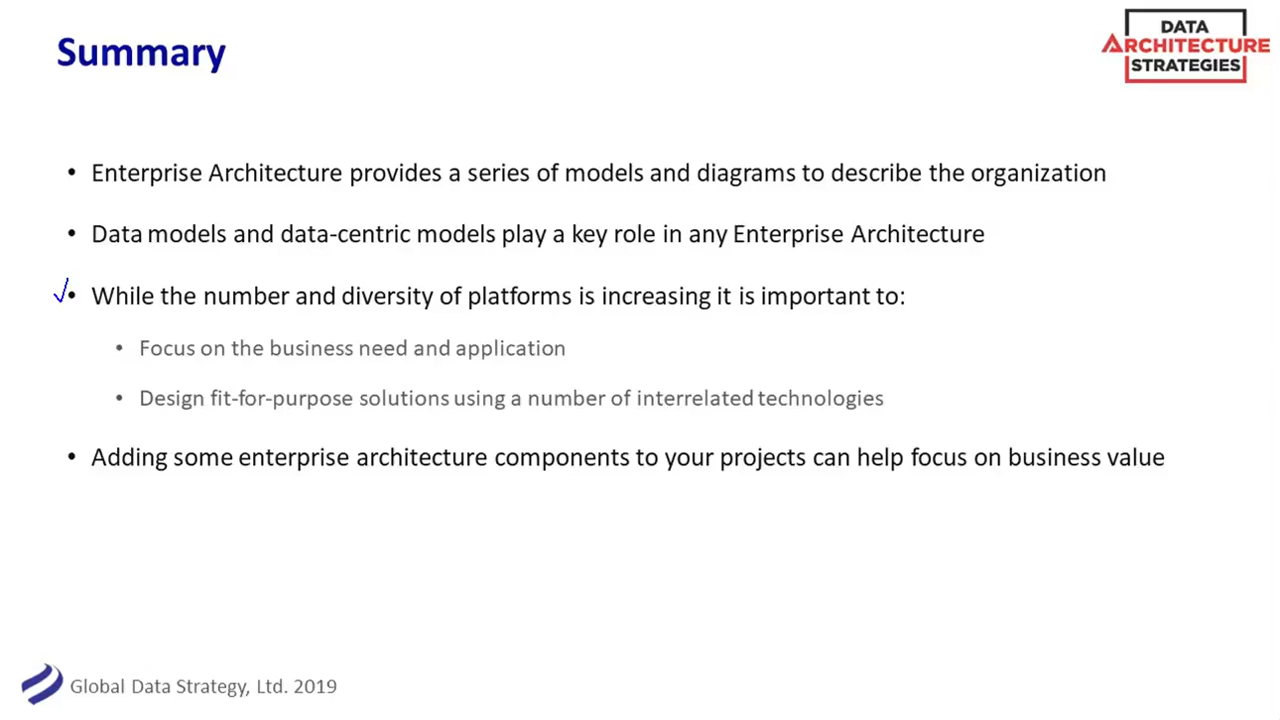 Summary
DATA
ARCHITECTURE
STRATEGIES
• Enterprise Architecture provides a series of models and diagrams to describe the organization
• Data models and data-centric models play a key role in any Enterprise Architecture
√• While the number and diversity of platforms is increasing it is important to:
• Focus on the business need and application
• Design fit-for-purpose solutions using a number of interrelated technologies
• Adding some enterprise architecture components to your projects can help focus on business value
Global Data Strategy, Ltd. 2019